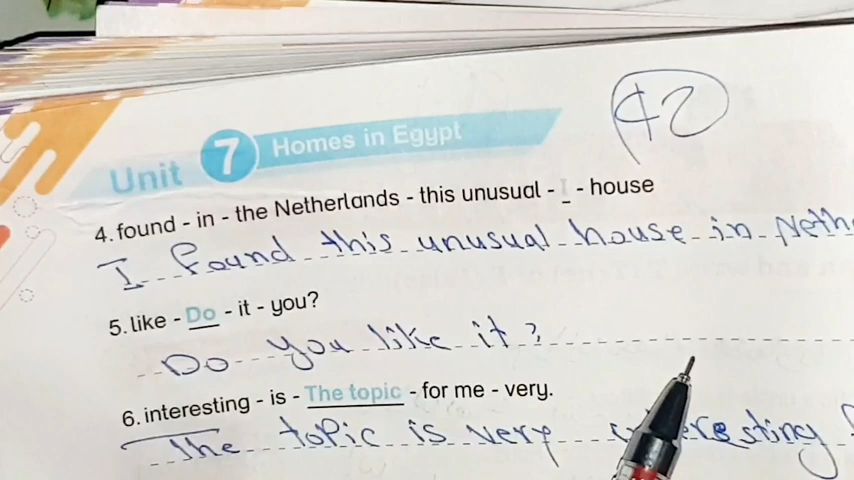 42
Unit 7 Homes in Egypt
4. found - in - the Netherlands - this unusual - I - house
I found this unusual house in Neth
5. like - Do - it - you?
Do you like it?
6. interesting - is - The topic - for me - very.
The topic is very interesting